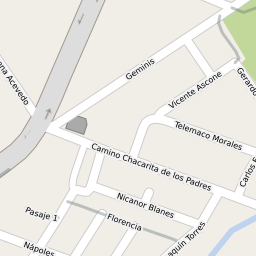 Geminis
ena Acevedo
Vicente Ascone
Gerardo
Telemaco Morales
Camino Chacarita de los Padres
Carlos
Nicanor Blanes
Pasaje 1
Florencia
aquin Torres
Nápoles